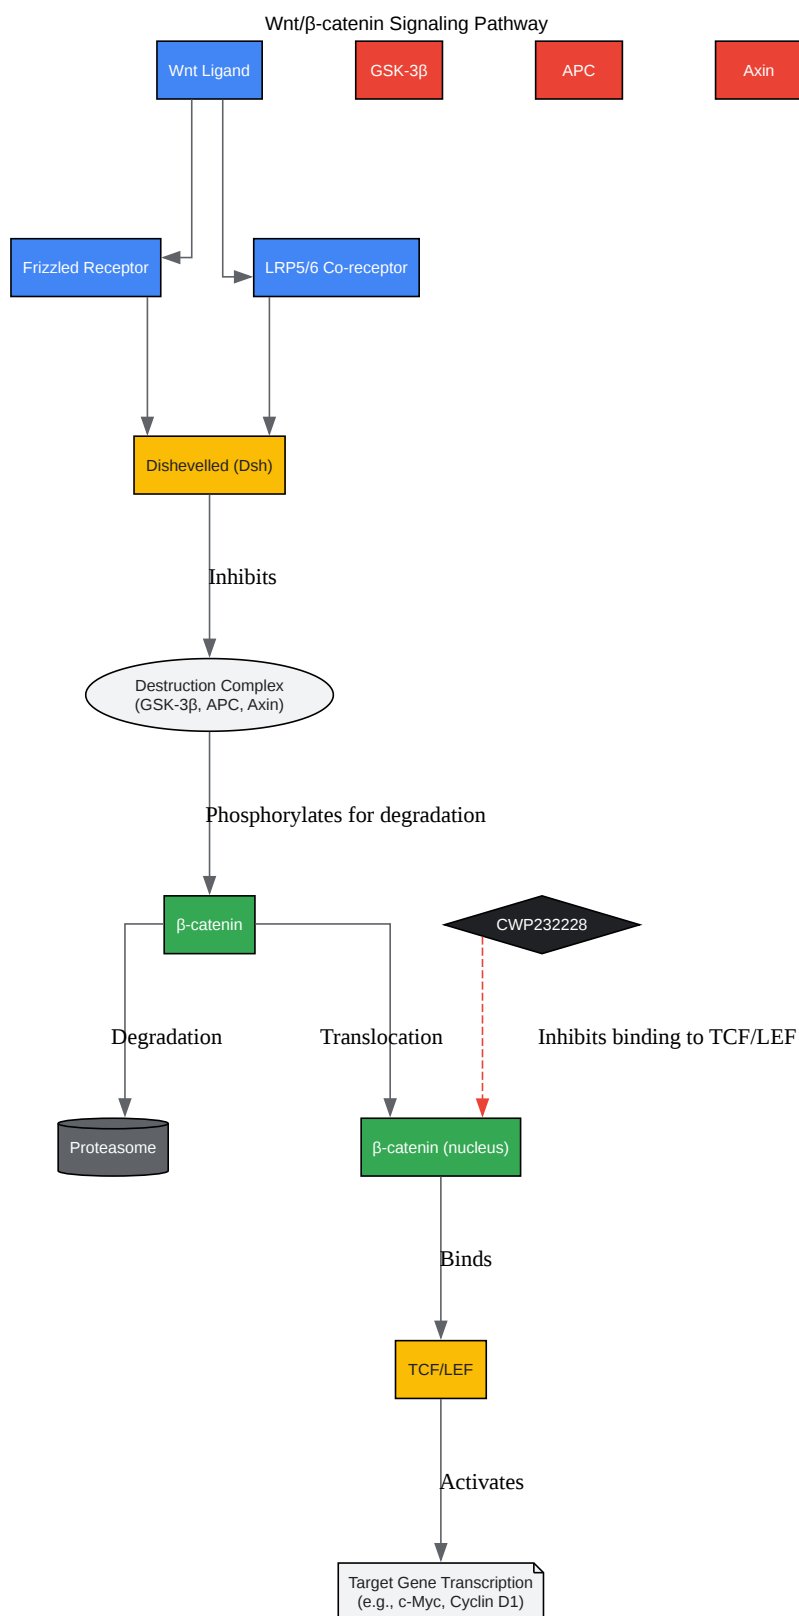 Wnt/β-catenin Signaling Pathway
Wnt Ligand
GSK-3β
APC
Axin
Frizzled Receptor
LRP5/6 Co-receptor
Dishevelled (Dsh)
Inhibits
Destruction Complex
(GSK-3β, APC, Axin)
Phosphorylates for degradation
β-catenin
CWP232228
Degradation
Translocation
Inhibits binding to TCF/LEF
Proteasome
β-catenin (nucleus)
Binds
TCF/LEF
Activates
Target Gene Transcription
(e.g., c-Myc, Cyclin D1)